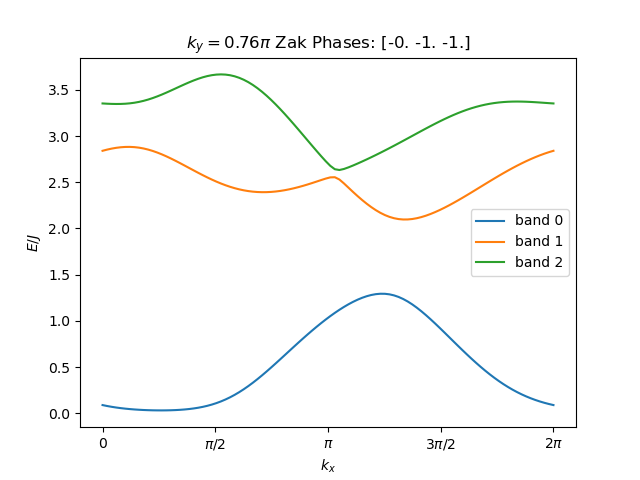 $k_y = 0.76\pi$ Zak Phases: [-0. -1. -1.]
3.5
3.0
2.5
2.0
1.5
1.0
0.5
0.0
E/J
band 0
band 1
band 2
0
π/2
π
3π/2
2π
$k_x$